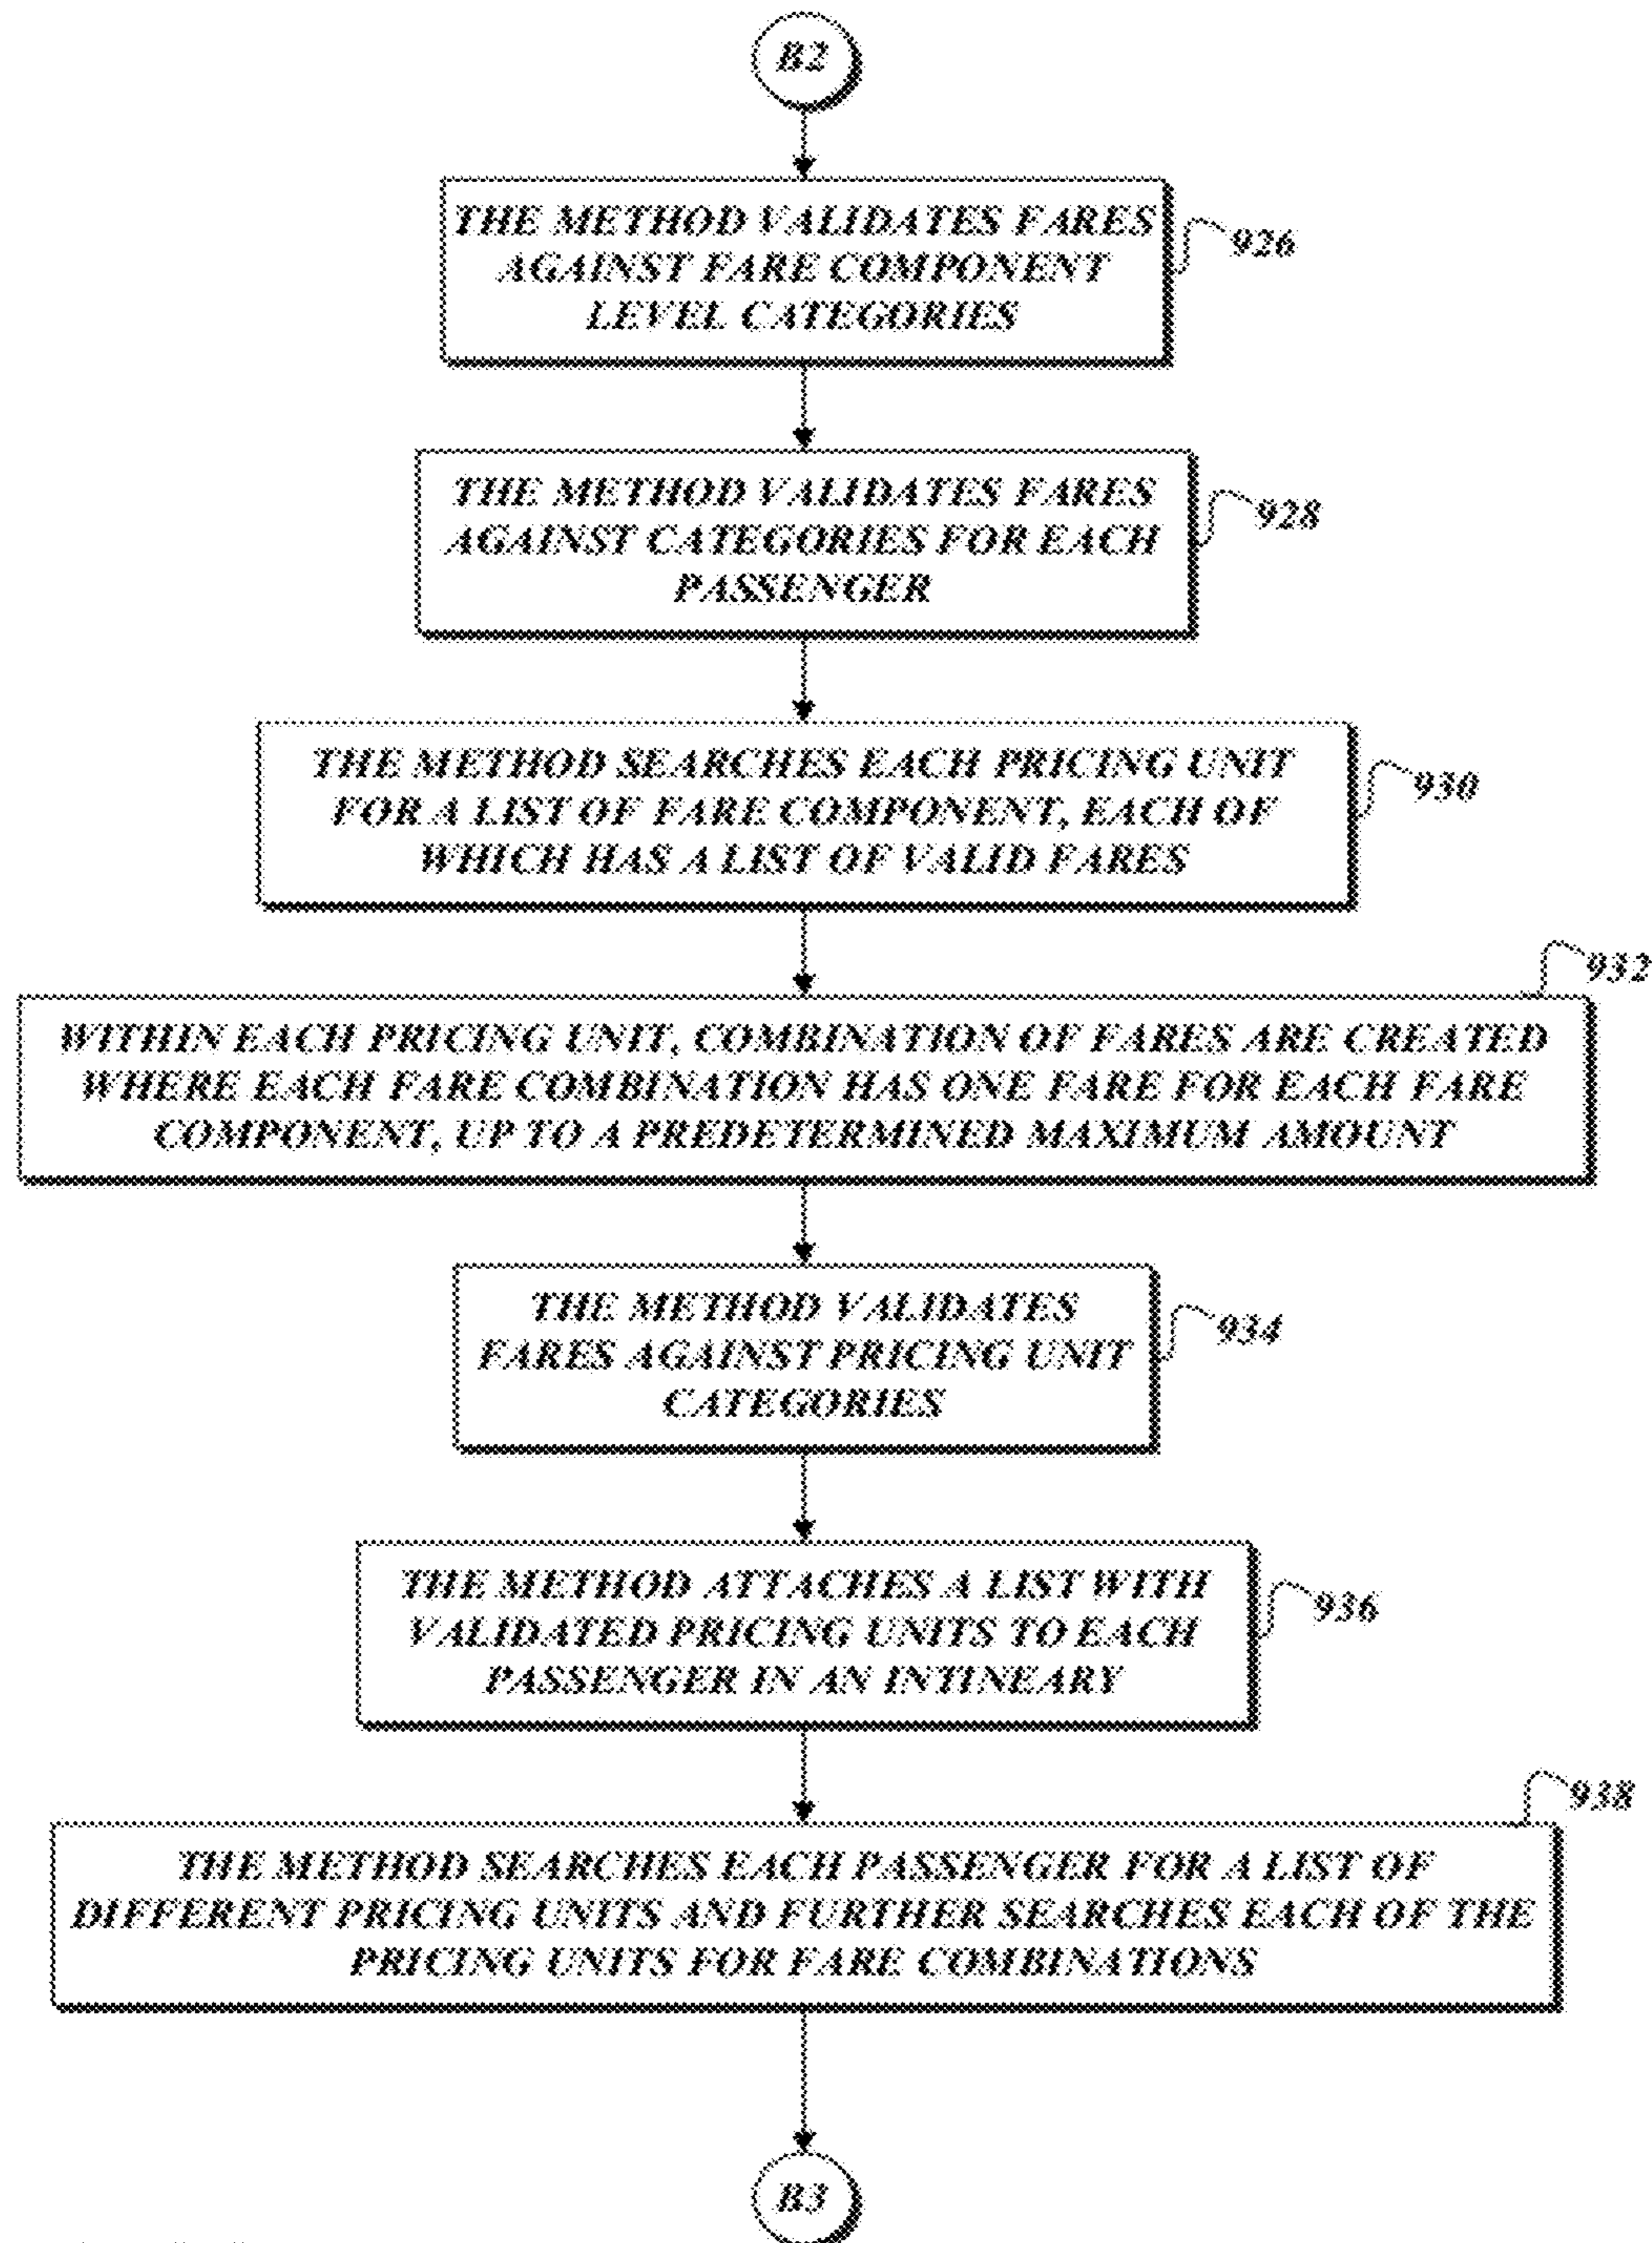 B2
THE METHOD VALIDATES FARES
AGAINST FARE COMPONENT
LEVEL CATEGORIES
926
THE METHOD VALIDATES FARES
AGAINST CATEGORIES FOR EACH
PASSENGER
928
THE METHOD SEARCHES EACH PRICING UNIT
FOR A LIST OF FARE COMPONENT, EACH OF
WHICH HAS A LIST OF VALID FARES
930
932
WITHIN EACH PRICING UNIT, COMBINATION OF FARES ARE CREATED
WHERE EACH FARE COMBINATION HAS ONE FARE FOR EACH FARE
COMPONENT, UP TO A PREDETERMINED MAXIMUM AMOUNT
THE METHOD VALIDATES
FARES AGAINST PRICING UNIT
CATEGORIES
934
THE METHOD ATTACHES A LIST WITH
VALIDATED PRICING UNITS TO EACH
PASSENGER IN AN INTINEARY
936
938
THE METHOD SEARCHES EACH PASSENGER FOR A LIST OF
DIFFERENT PRICING UNITS AND FURTHER SEARCHES EACH OF THE
PRICING UNITS FOR FARE COMBINATIONS
B3